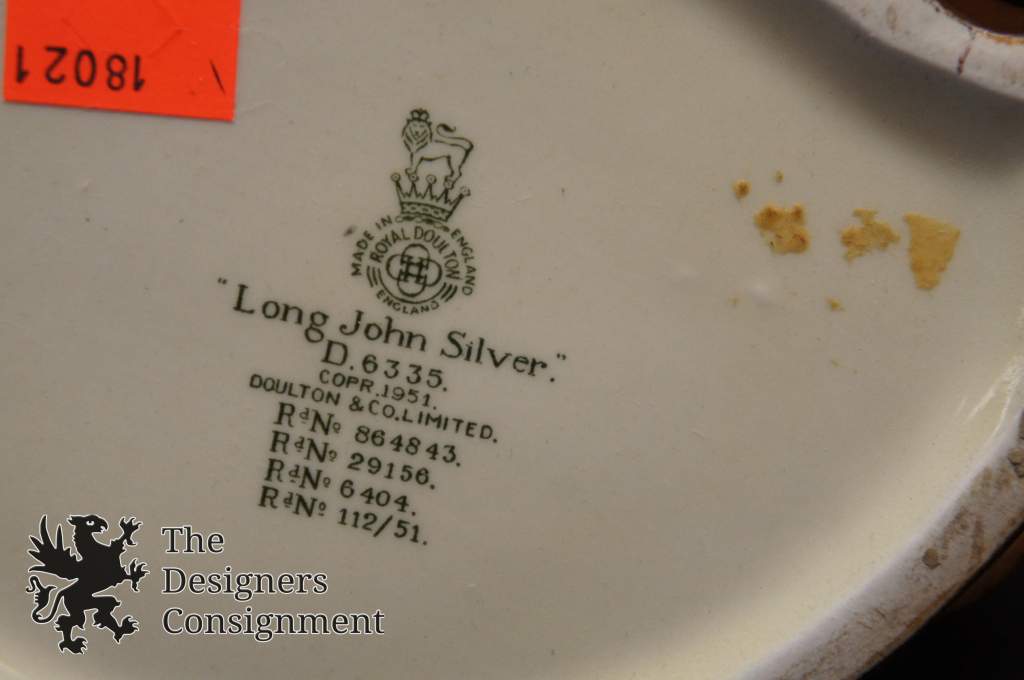 18021
MADE IN ENGLAND
ROYAL DOULTON
ENGLAND
"Long John Silver."
D.6335.
COPR.1951.
DOULTON & CO. LIMITED.
RdNo 864843.
RdNo 29156.
RdNo 6404.
RdNo 112/51.
The
Designers
Consignment